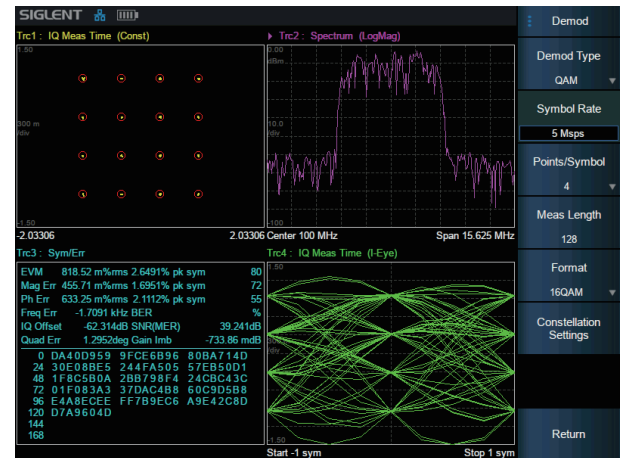 SIGLENT
Demod
Trc1 : IQ Meas Time (Const)
Trc2 : Spectrum (LogMag)
1.50
300 m
/div
-1.50
-2.03306
2.03306
0.00
dBm
10.0
/div
-100
Center 100 MHz
Span 15.625 MHz
Trc3 : Sym/Err
EVM 818.52 m%rms 2.6491% pk sym 80
Mag Err 455.71 m%rms 1.6951% pk sym 72
Ph Err 633.25 m%rms 2.1112% pk sym 55
Freq Err -1.7091 kHz BER %
IQ Offset -62.314dB SNR(MER) 39.241dB
Quad Err 1.2952deg Gain Imb -733.86 mdB
0 DA40D959 9FCE6B96 80BA714D
24 30E08BE5 244FA505 57EB50D1
48 1F8C5B0A 2BB798F4 24CBC43C
72 01F083A3 37DAC4B8 60C9D5B8
96 E4A8ECEE FF7B9EC6 A9E42C8D
120 D7A9604D
144
168
Trc4 : IQ Meas Time (I-Eye)
1.50
/div
-1.50
Start -1 sym
Stop 1 sym
Demod Type
QAM
Symbol Rate
5 Msps
Points/Symbol
4
Meas Length
128
Format
16QAM
Constellation
Settings
Return